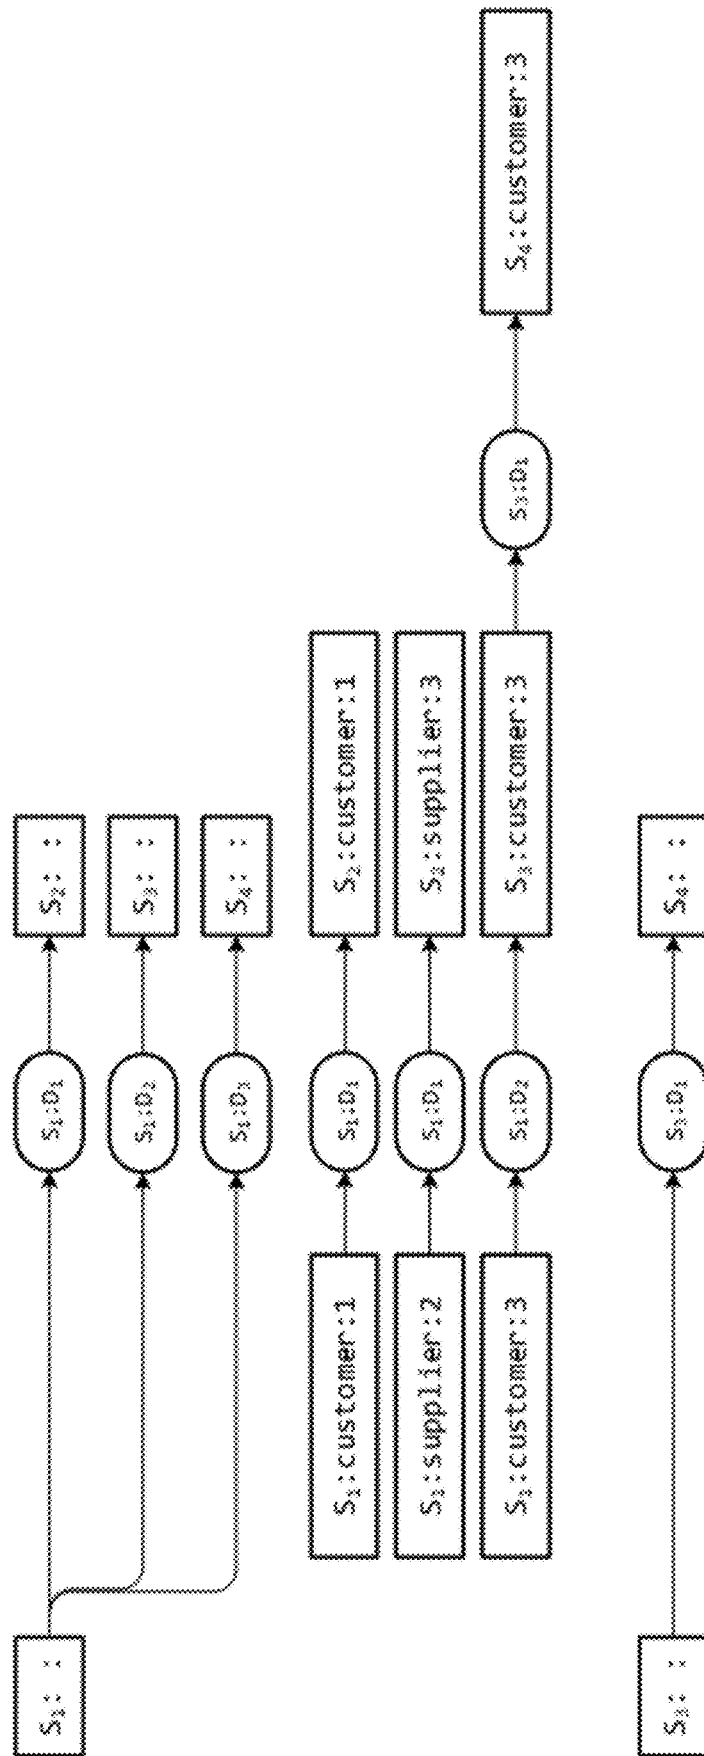 S₁: :
S₁:D₁
S₂: :
S₁:D₂
S₃: :
S₁:D₃
S₄: :
S₁:customer:1
S₁:D₁
S₂:customer:1
S₁:supplier:2
S₁:D₁
S₂:supplier:3
S₁:customer:3
S₁:D₂
S₃:customer:3
S₃:D₁
S₄:customer:3
S₃: :
S₃:D₁
S₄: :